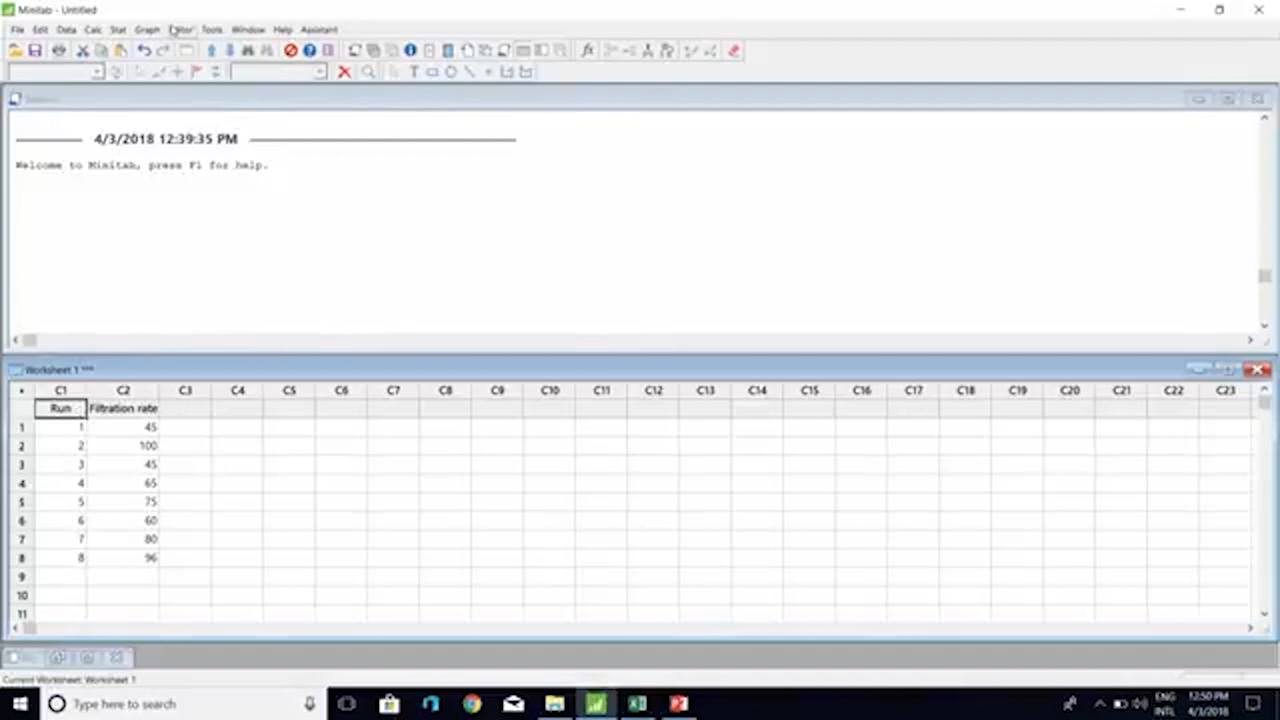 Minitab - Untitled
File Edit Data Calc Stat Graph Editor Tools Window Help Assistant
4/3/2018 12:39:35 PM
Welcome to Minitab, press F1 for help.
Worksheet 1 ***
C1 C2 C3 C4 C5 C6 C7 C8 C9 C10 C11 C12 C13 C14 C15 C16 C17 C18 C19 C20 C21 C22 C23
Run Filtration rate
1 1 45
2 2 100
3 3 45
4 4 65
5 5 75
6 6 60
7 7 80
8 8 96
9
10
11
Current Worksheet: Worksheet 1
Type here to search
ENG 12:50 PM
INTL 4/3/2018